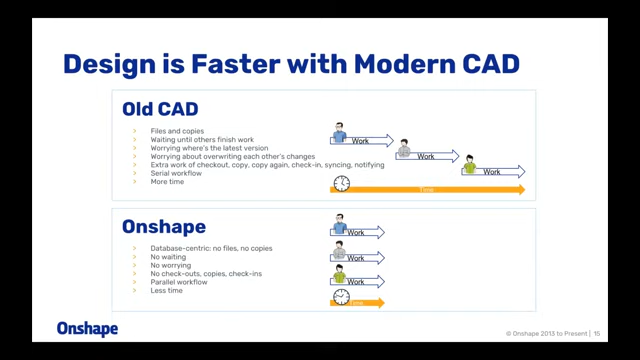 Design is Faster with Modern CAD
Old CAD
> Files and copies
> Waiting until others finish work
> Worrying where's the latest version
> Worrying about overwriting each other's changes
> Extra work of checkout, copy, copy again, check-in, syncing, notifying
> Serial workflow
> More time
Work
Work
Work
Time
Onshape
> Database-centric: no files, no copies
> No waiting
> No worrying
> No check-outs, copies, check-ins
> Parallel workflow
> Less time
Work
Work
Work
Time
Onshape
© Onshape 2013 to Present | 15